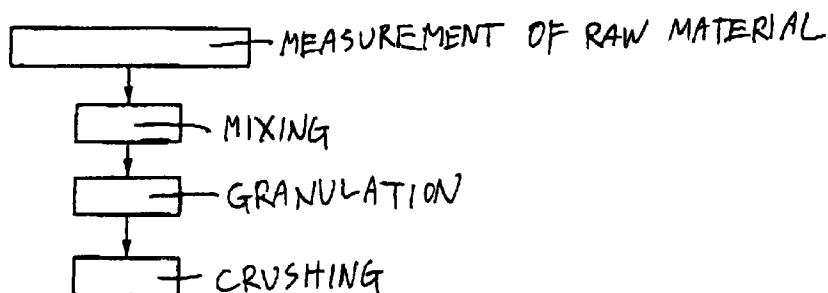 MEASUREMENT OF RAW MATERIAL
MIXING
GRANULATION
CRUSHING